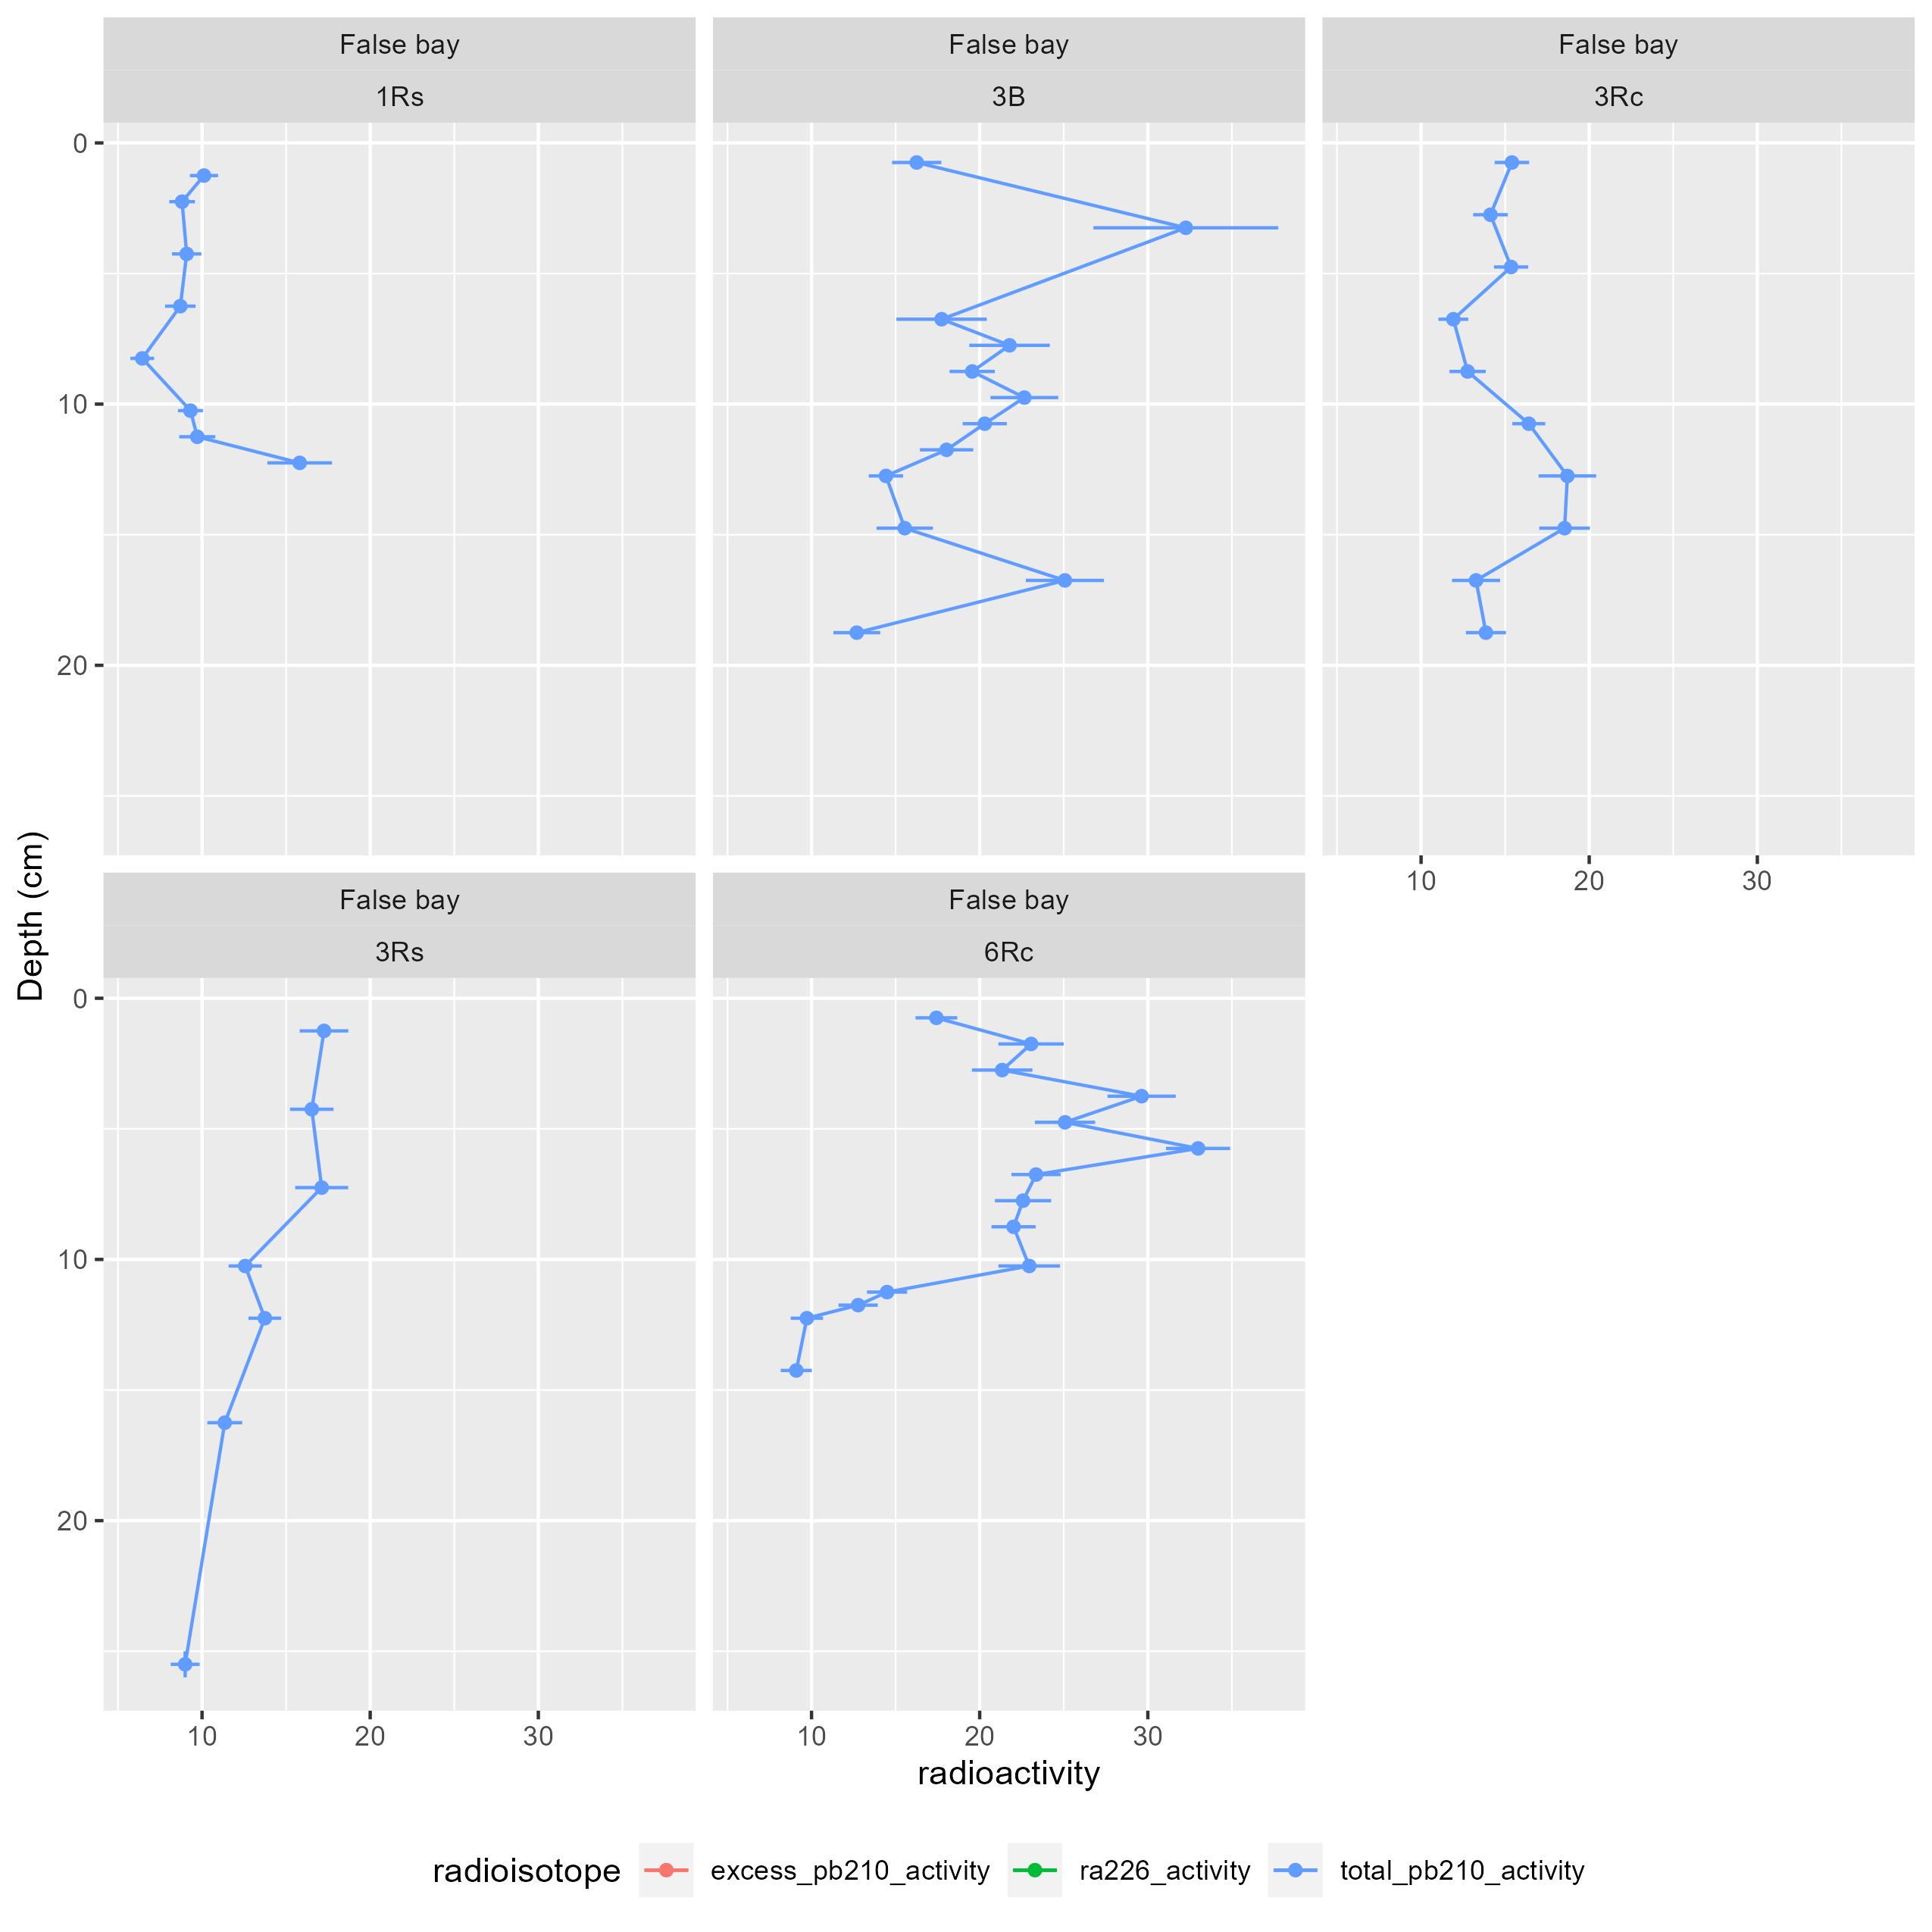 False bay
False bay
False bay
1Rs
3B
3Rc
0
10
20
10
20
30
False bay
False bay
3Rs
6Rc
0
10
20
10
20
30
10
20
30
Depth (cm)
radioactivity
radioisotope
excess_pb210_activity
ra226_activity
total_pb210_activity